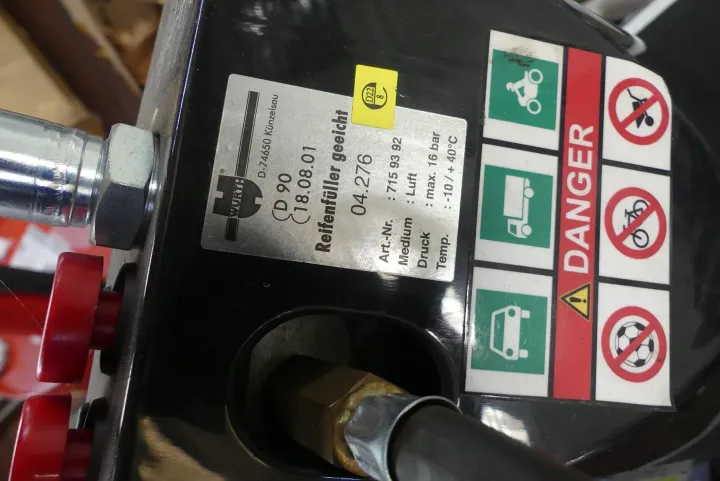 WÜRTH
®
D-74650 Künzelsau
D 90
18.08.01
Reifenfüller geeicht
04.276
Art.-Nr. : 715 93 92
Medium : Luft
Druck : max. 16 bar
Temp. : -10 / + 40°C
D22
8
DANGER